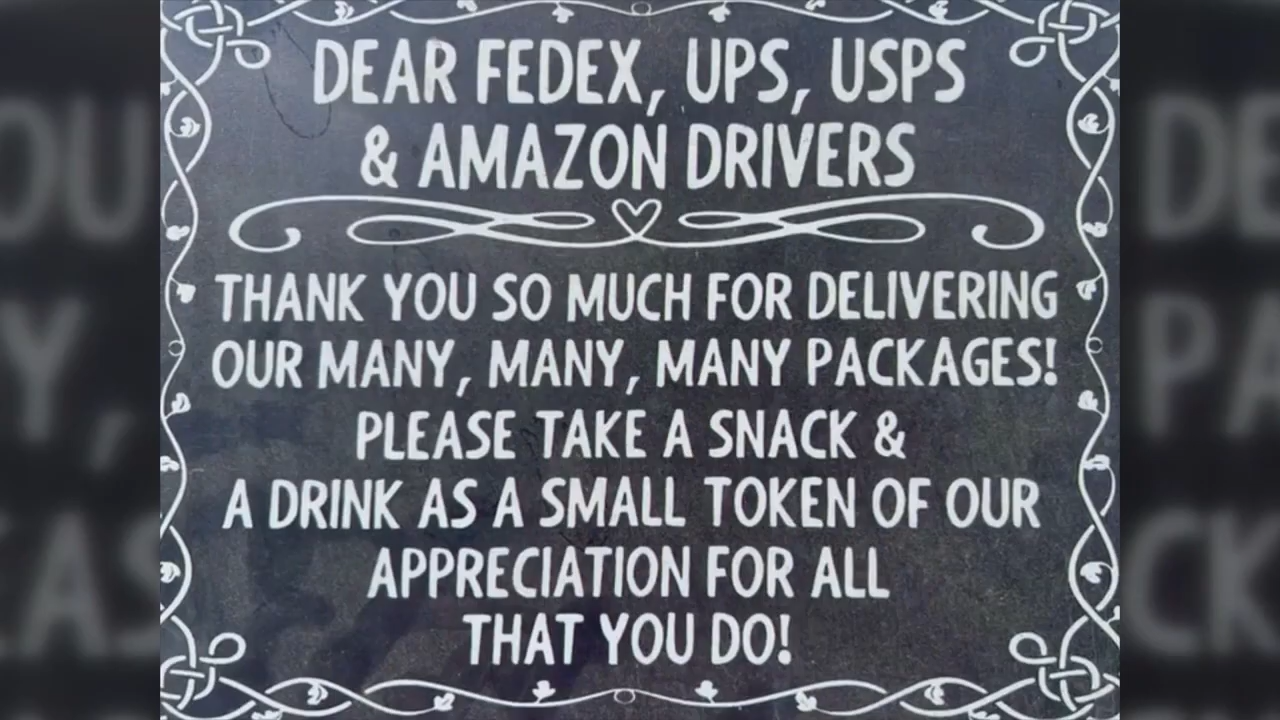 DEAR FEDEX, UPS, USPS
& AMAZON DRIVERS
THANK YOU SO MUCH FOR DELIVERING
OUR MANY, MANY, MANY PACKAGES!
PLEASE TAKE A SNACK &
A DRINK AS A SMALL TOKEN OF OUR
APPRECIATION FOR ALL
THAT YOU DO!